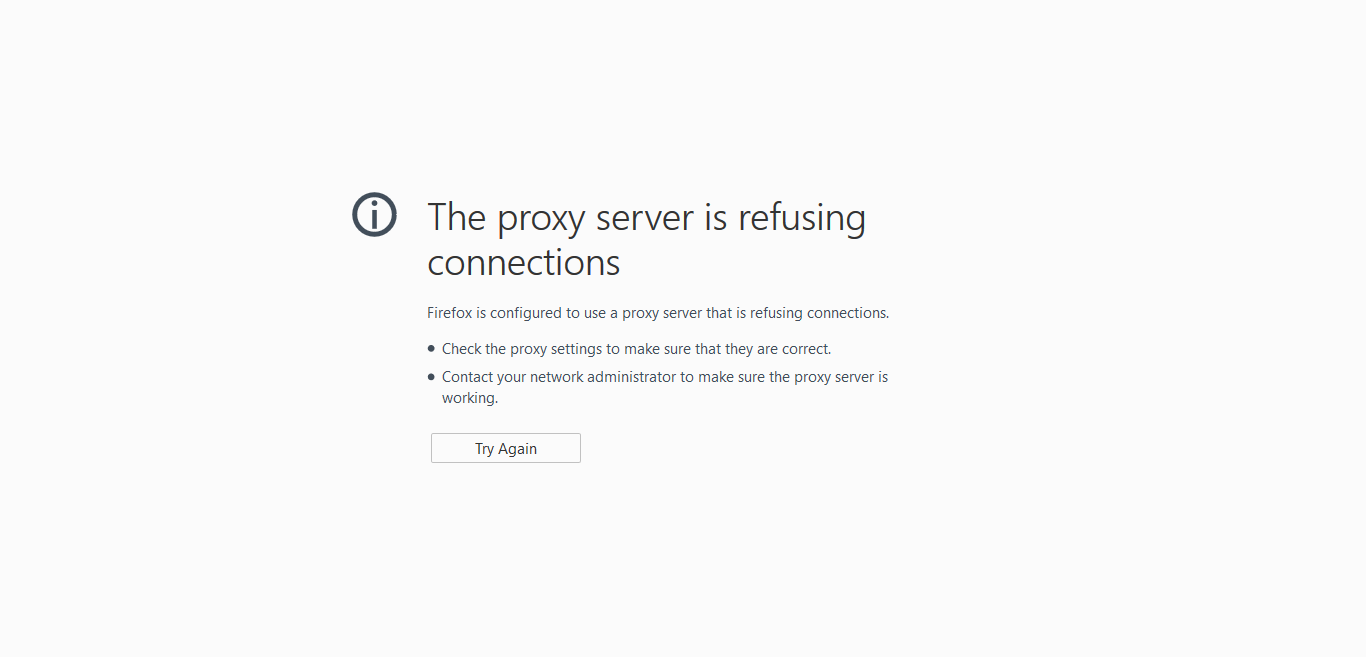 The proxy server is refusing
connections
Firefox is configured to use a proxy server that is refusing connections.
Check the proxy settings to make sure that they are correct.
Contact your network administrator to make sure the proxy server is
working.
Try Again